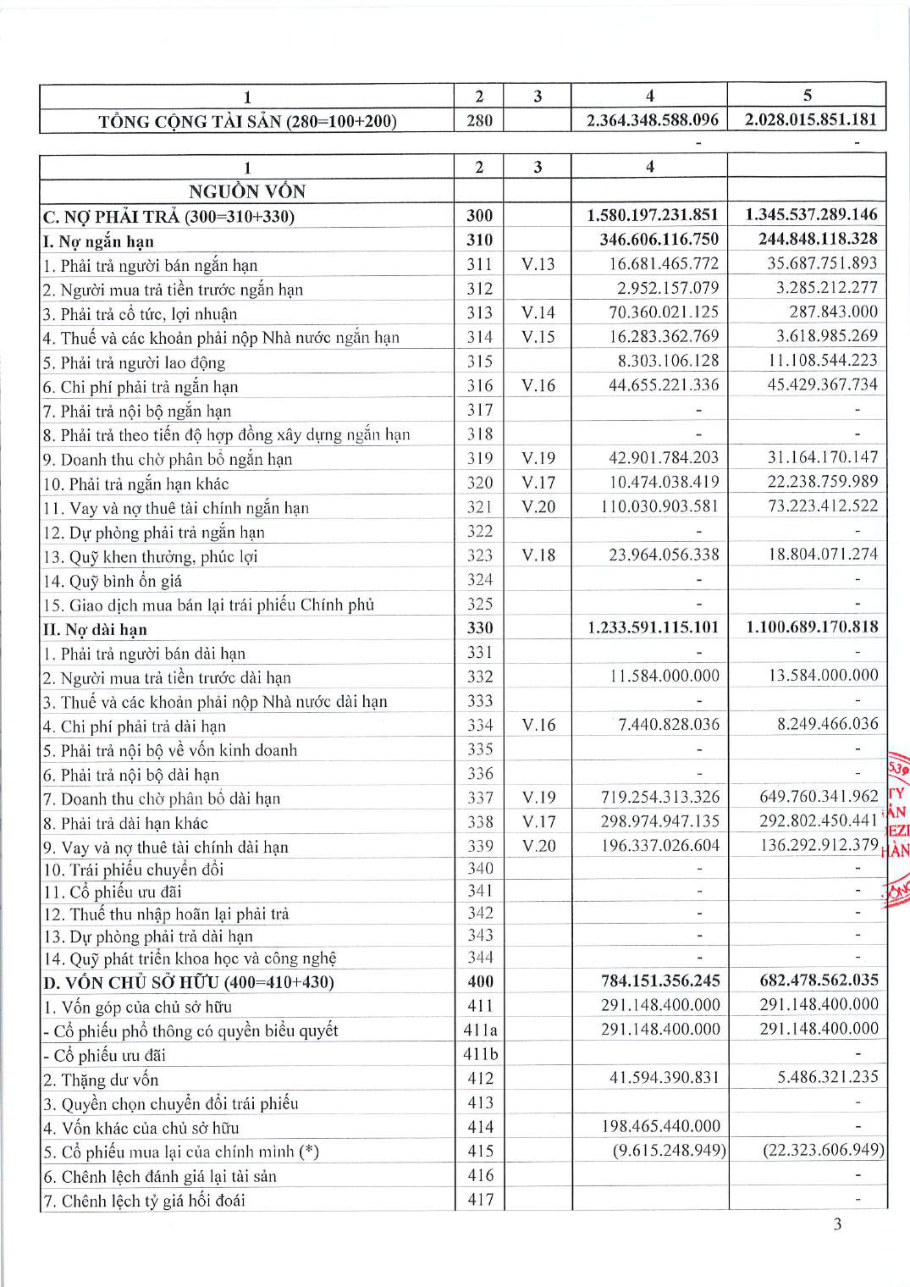 1 2 3 4 5
TỔNG CỘNG TÀI SẢN (280=100+200) 280 2.364.348.588.096 2.028.015.851.181
- -
1 2 3 4
NGUỒN VỐN
C. NỢ PHẢI TRẢ (300=310+330) 300 1.580.197.231.851 1.345.537.289.146
I. Nợ ngắn hạn 310 346.606.116.750 244.848.118.328
1. Phải trả người bán ngắn hạn 311 V.13 16.681.465.772 35.687.751.893
2. Người mua trả tiền trước ngắn hạn 312 2.952.157.079 3.285.212.277
3. Phải trả cổ tức, lợi nhuận 313 V.14 70.360.021.125 287.843.000
4. Thuế và các khoản phải nộp Nhà nước ngắn hạn 314 V.15 16.283.362.769 3.618.985.269
5. Phải trả người lao động 315 8.303.106.128 11.108.544.223
6. Chi phí phải trả ngắn hạn 316 V.16 44.655.221.336 45.429.367.734
7. Phải trả nội bộ ngắn hạn 317 - -
8. Phải trả theo tiến độ hợp đồng xây dựng ngắn hạn 318 - -
9. Doanh thu chờ phân bổ ngắn hạn 319 V.19 42.901.784.203 31.164.170.147
10. Phải trả ngắn hạn khác 320 V.17 10.474.038.419 22.238.759.989
11. Vay và nợ thuê tài chính ngắn hạn 321 V.20 110.030.903.581 73.223.412.522
12. Dự phòng phải trả ngắn hạn 322 - -
13. Quỹ khen thưởng, phúc lợi 323 V.18 23.964.056.338 18.804.071.274
14. Quỹ bình ổn giá 324 - -
15. Giao dịch mua bán lại trái phiếu Chính phủ 325 - -
II. Nợ dài hạn 330 1.233.591.115.101 1.100.689.170.818
1. Phải trả người bán dài hạn 331 - -
2. Người mua trả tiền trước dài hạn 332 11.584.000.000 13.584.000.000
3. Thuế và các khoản phải nộp Nhà nước dài hạn 333 - -
4. Chi phí phải trả dài hạn 334 V.16 7.440.828.036 8.249.466.036
5. Phải trả nội bộ về vốn kinh doanh 335 - -
6. Phải trả nội bộ dài hạn 336 - -
7. Doanh thu chờ phân bổ dài hạn 337 V.19 719.254.313.326 649.760.341.962
8. Phải trả dài hạn khác 338 V.17 298.974.947.135 292.802.450.441
9. Vay và nợ thuê tài chính dài hạn 339 V.20 196.337.026.604 136.292.912.379
10. Trái phiếu chuyển đổi 340 - -
11. Cổ phiếu ưu đãi 341 - -
12. Thuế thu nhập hoãn lại phải trả 342 - -
13. Dự phòng phải trả dài hạn 343 - -
14. Quỹ phát triển khoa học và công nghệ 344 - -
D. VỐN CHỦ SỞ HỮU (400=410+430) 400 784.151.356.245 682.478.562.035
1. Vốn góp của chủ sở hữu 411 291.148.400.000 291.148.400.000
- Cổ phiếu phổ thông có quyền biểu quyết 411a 291.148.400.000 291.148.400.000
- Cổ phiếu ưu đãi 411b -
2. Thặng dư vốn 412 41.594.390.831 5.486.321.235
3. Quyền chọn chuyển đổi trái phiếu 413 -
4. Vốn khác của chủ sở hữu 414 198.465.440.000 -
5. Cổ phiếu mua lại của chính mình (*) 415 (9.615.248.949) (22.323.606.949)
6. Chênh lệch đánh giá lại tài sản 416 -
7. Chênh lệch tỷ giá hối đoái 417 -
3